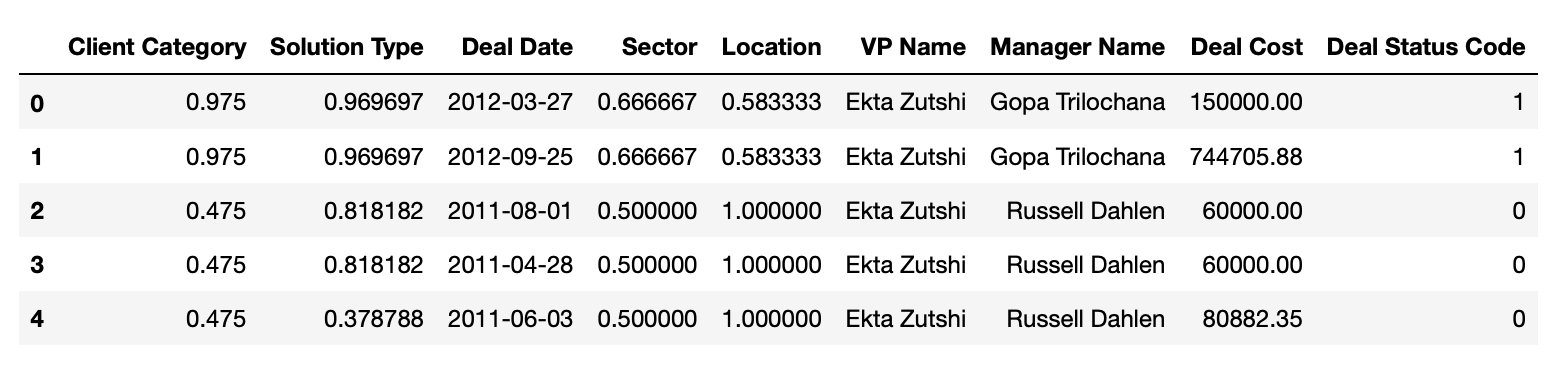 Client Category Solution Type Deal Date Sector Location VP Name Manager Name Deal Cost Deal Status Code
0 0.975 0.969697 2012-03-27 0.666667 0.583333 Ekta Zutshi Gopa Trilochana 150000.00 1
1 0.975 0.969697 2012-09-25 0.666667 0.583333 Ekta Zutshi Gopa Trilochana 744705.88 1
2 0.475 0.818182 2011-08-01 0.500000 1.000000 Ekta Zutshi Russell Dahlen 60000.00 0
3 0.475 0.818182 2011-04-28 0.500000 1.000000 Ekta Zutshi Russell Dahlen 60000.00 0
4 0.475 0.378788 2011-06-03 0.500000 1.000000 Ekta Zutshi Russell Dahlen 80882.35 0